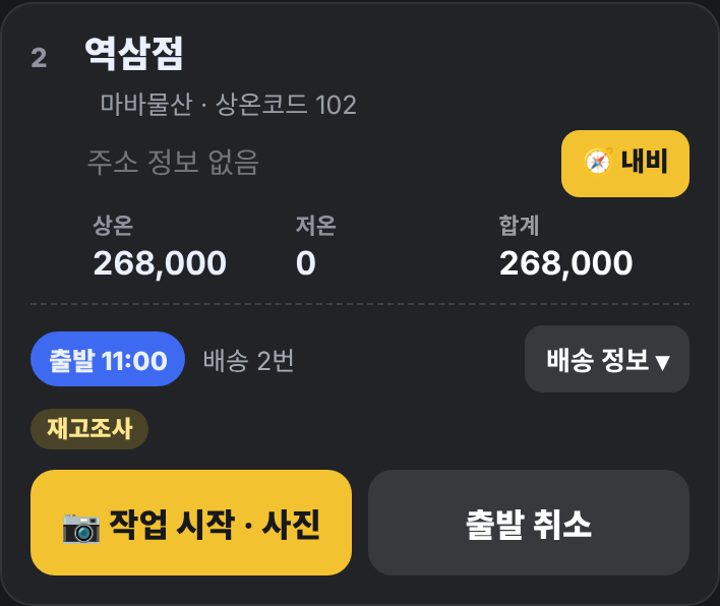 2 역삼점
마바물산 · 상온코드 102
주소 정보 없음
🧭 내비
상온 저온 합계
268,000 0 268,000
출발 11:00 배송 2번 배송 정보 ▾
재고조사
📷 작업 시작 · 사진 출발 취소